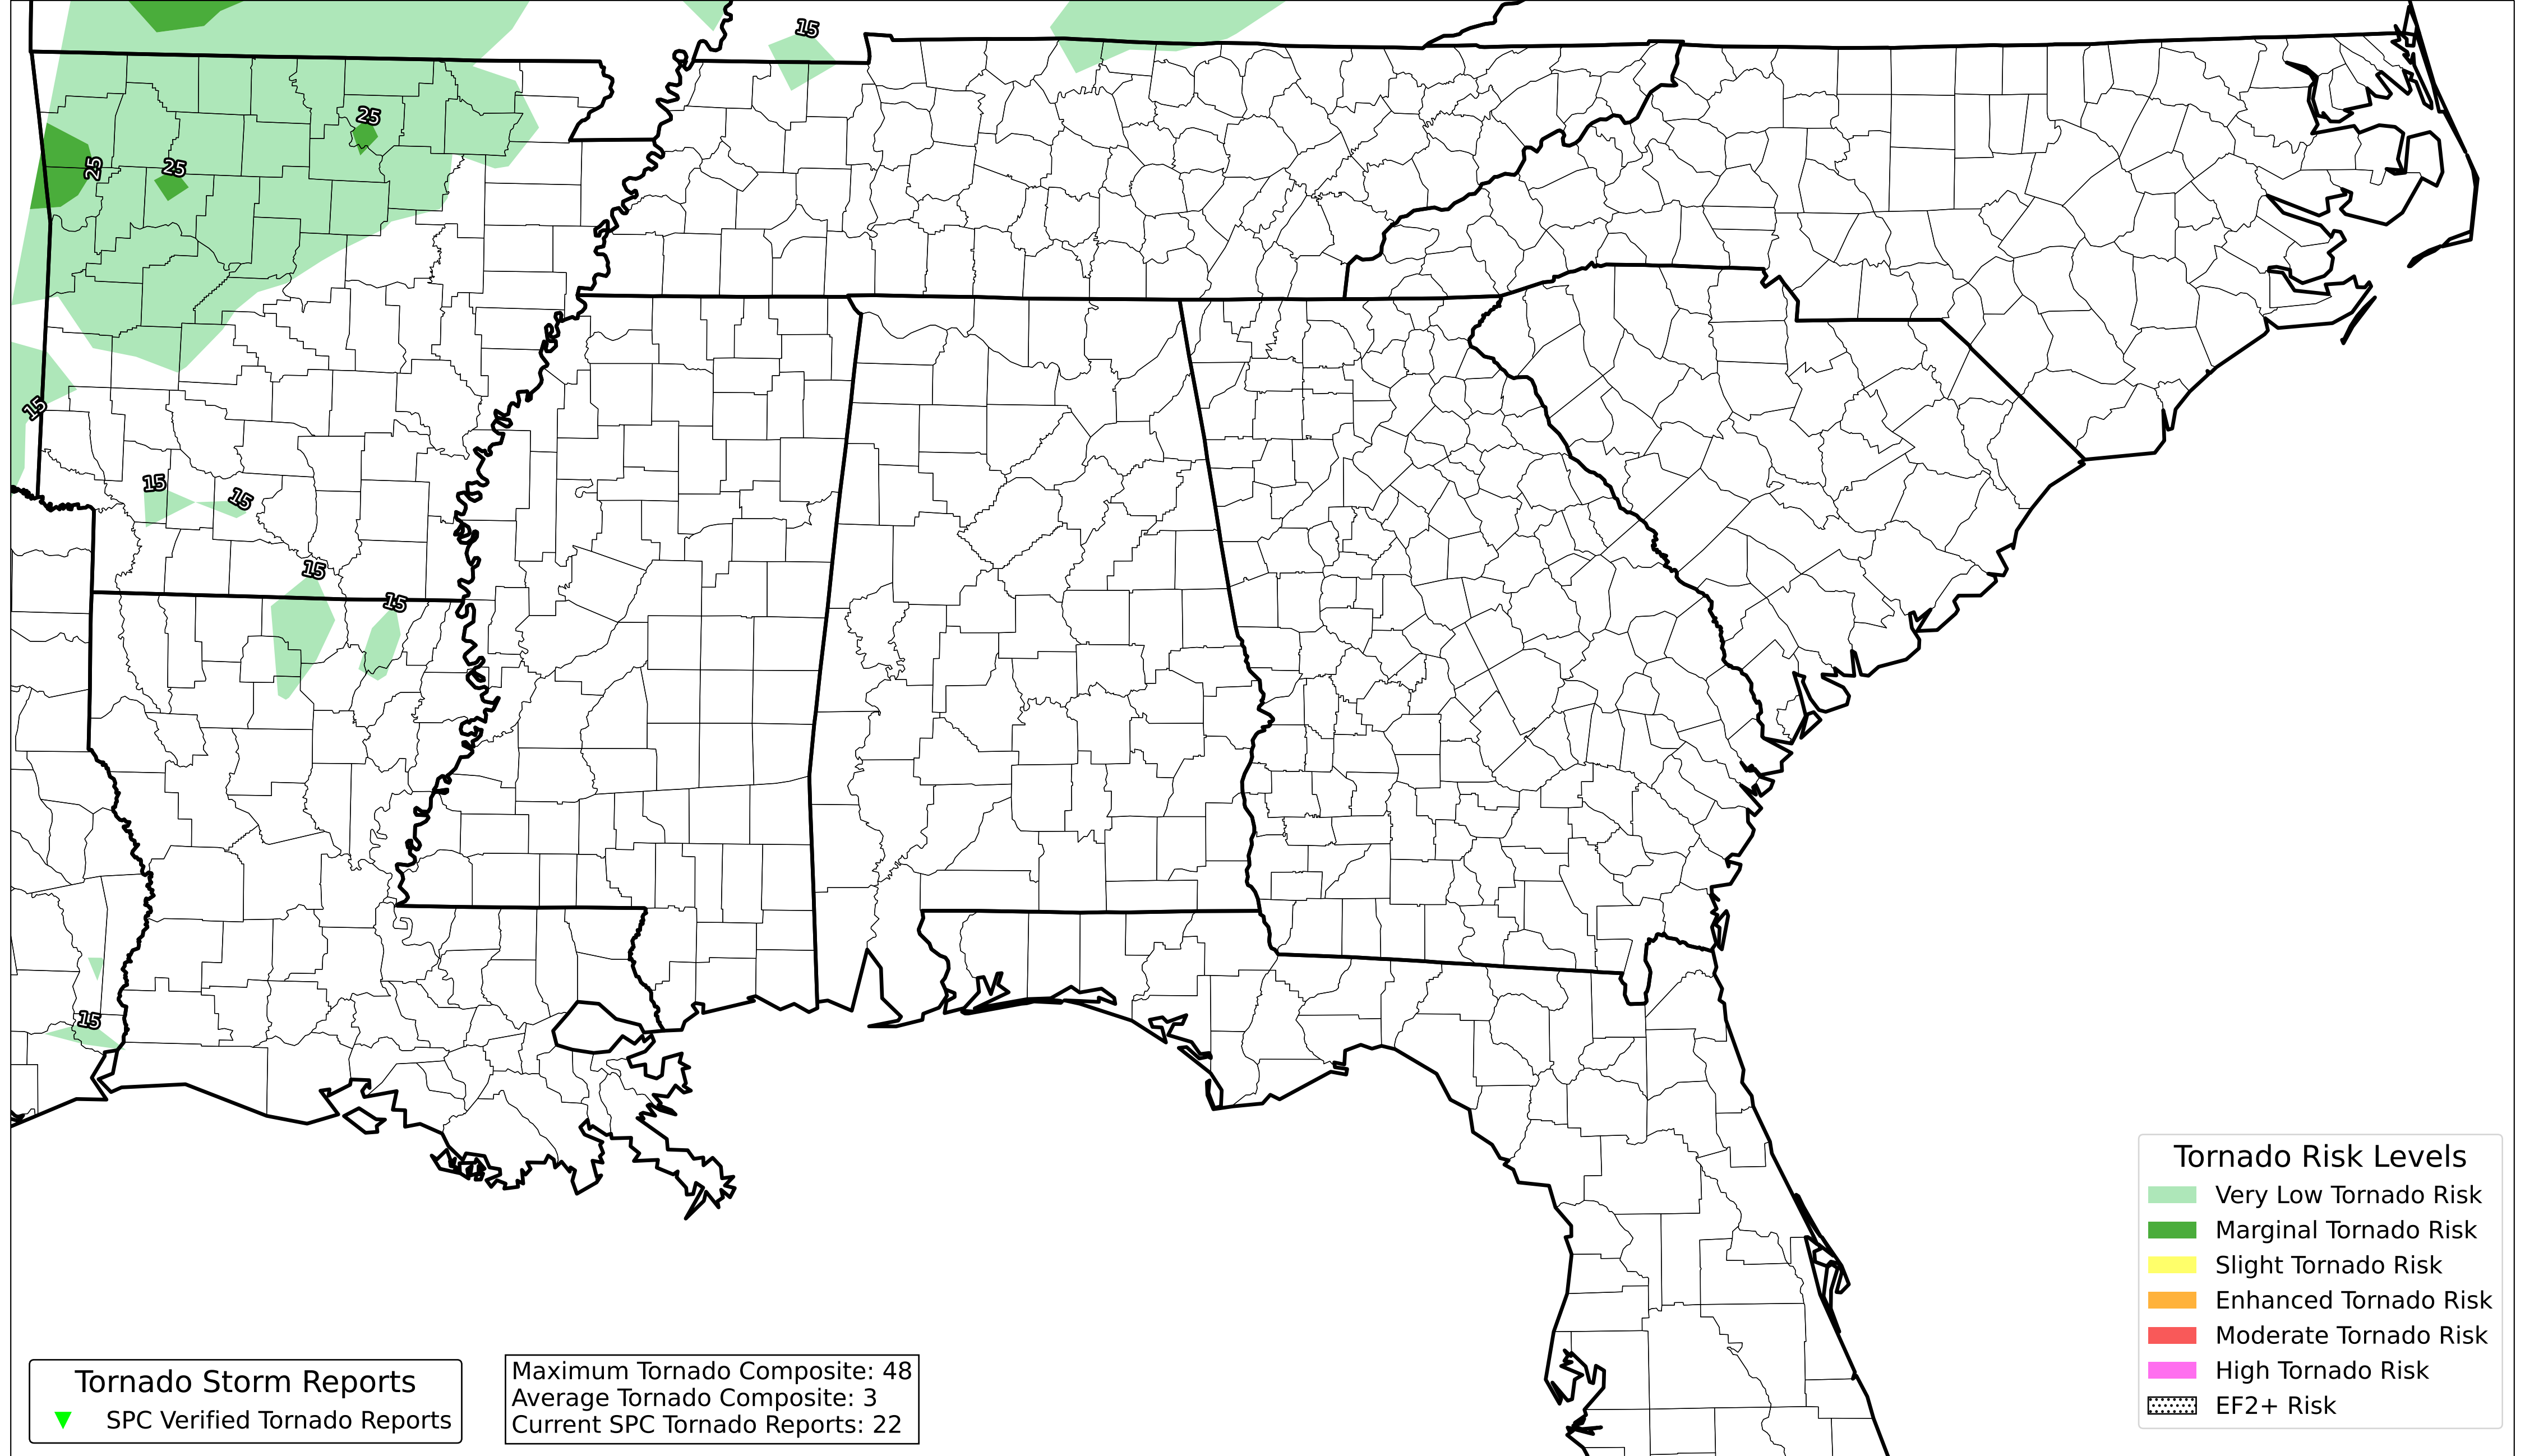 15
25
25
25
15
15
15
15
15
15
Tornado Risk Levels
Very Low Tornado Risk
Marginal Tornado Risk
Slight Tornado Risk
Enhanced Tornado Risk
Moderate Tornado Risk
High Tornado Risk
EF2+ Risk
Tornado Storm Reports
SPC Verified Tornado Reports
Maximum Tornado Composite: 48
Average Tornado Composite: 3
Current SPC Tornado Reports: 22